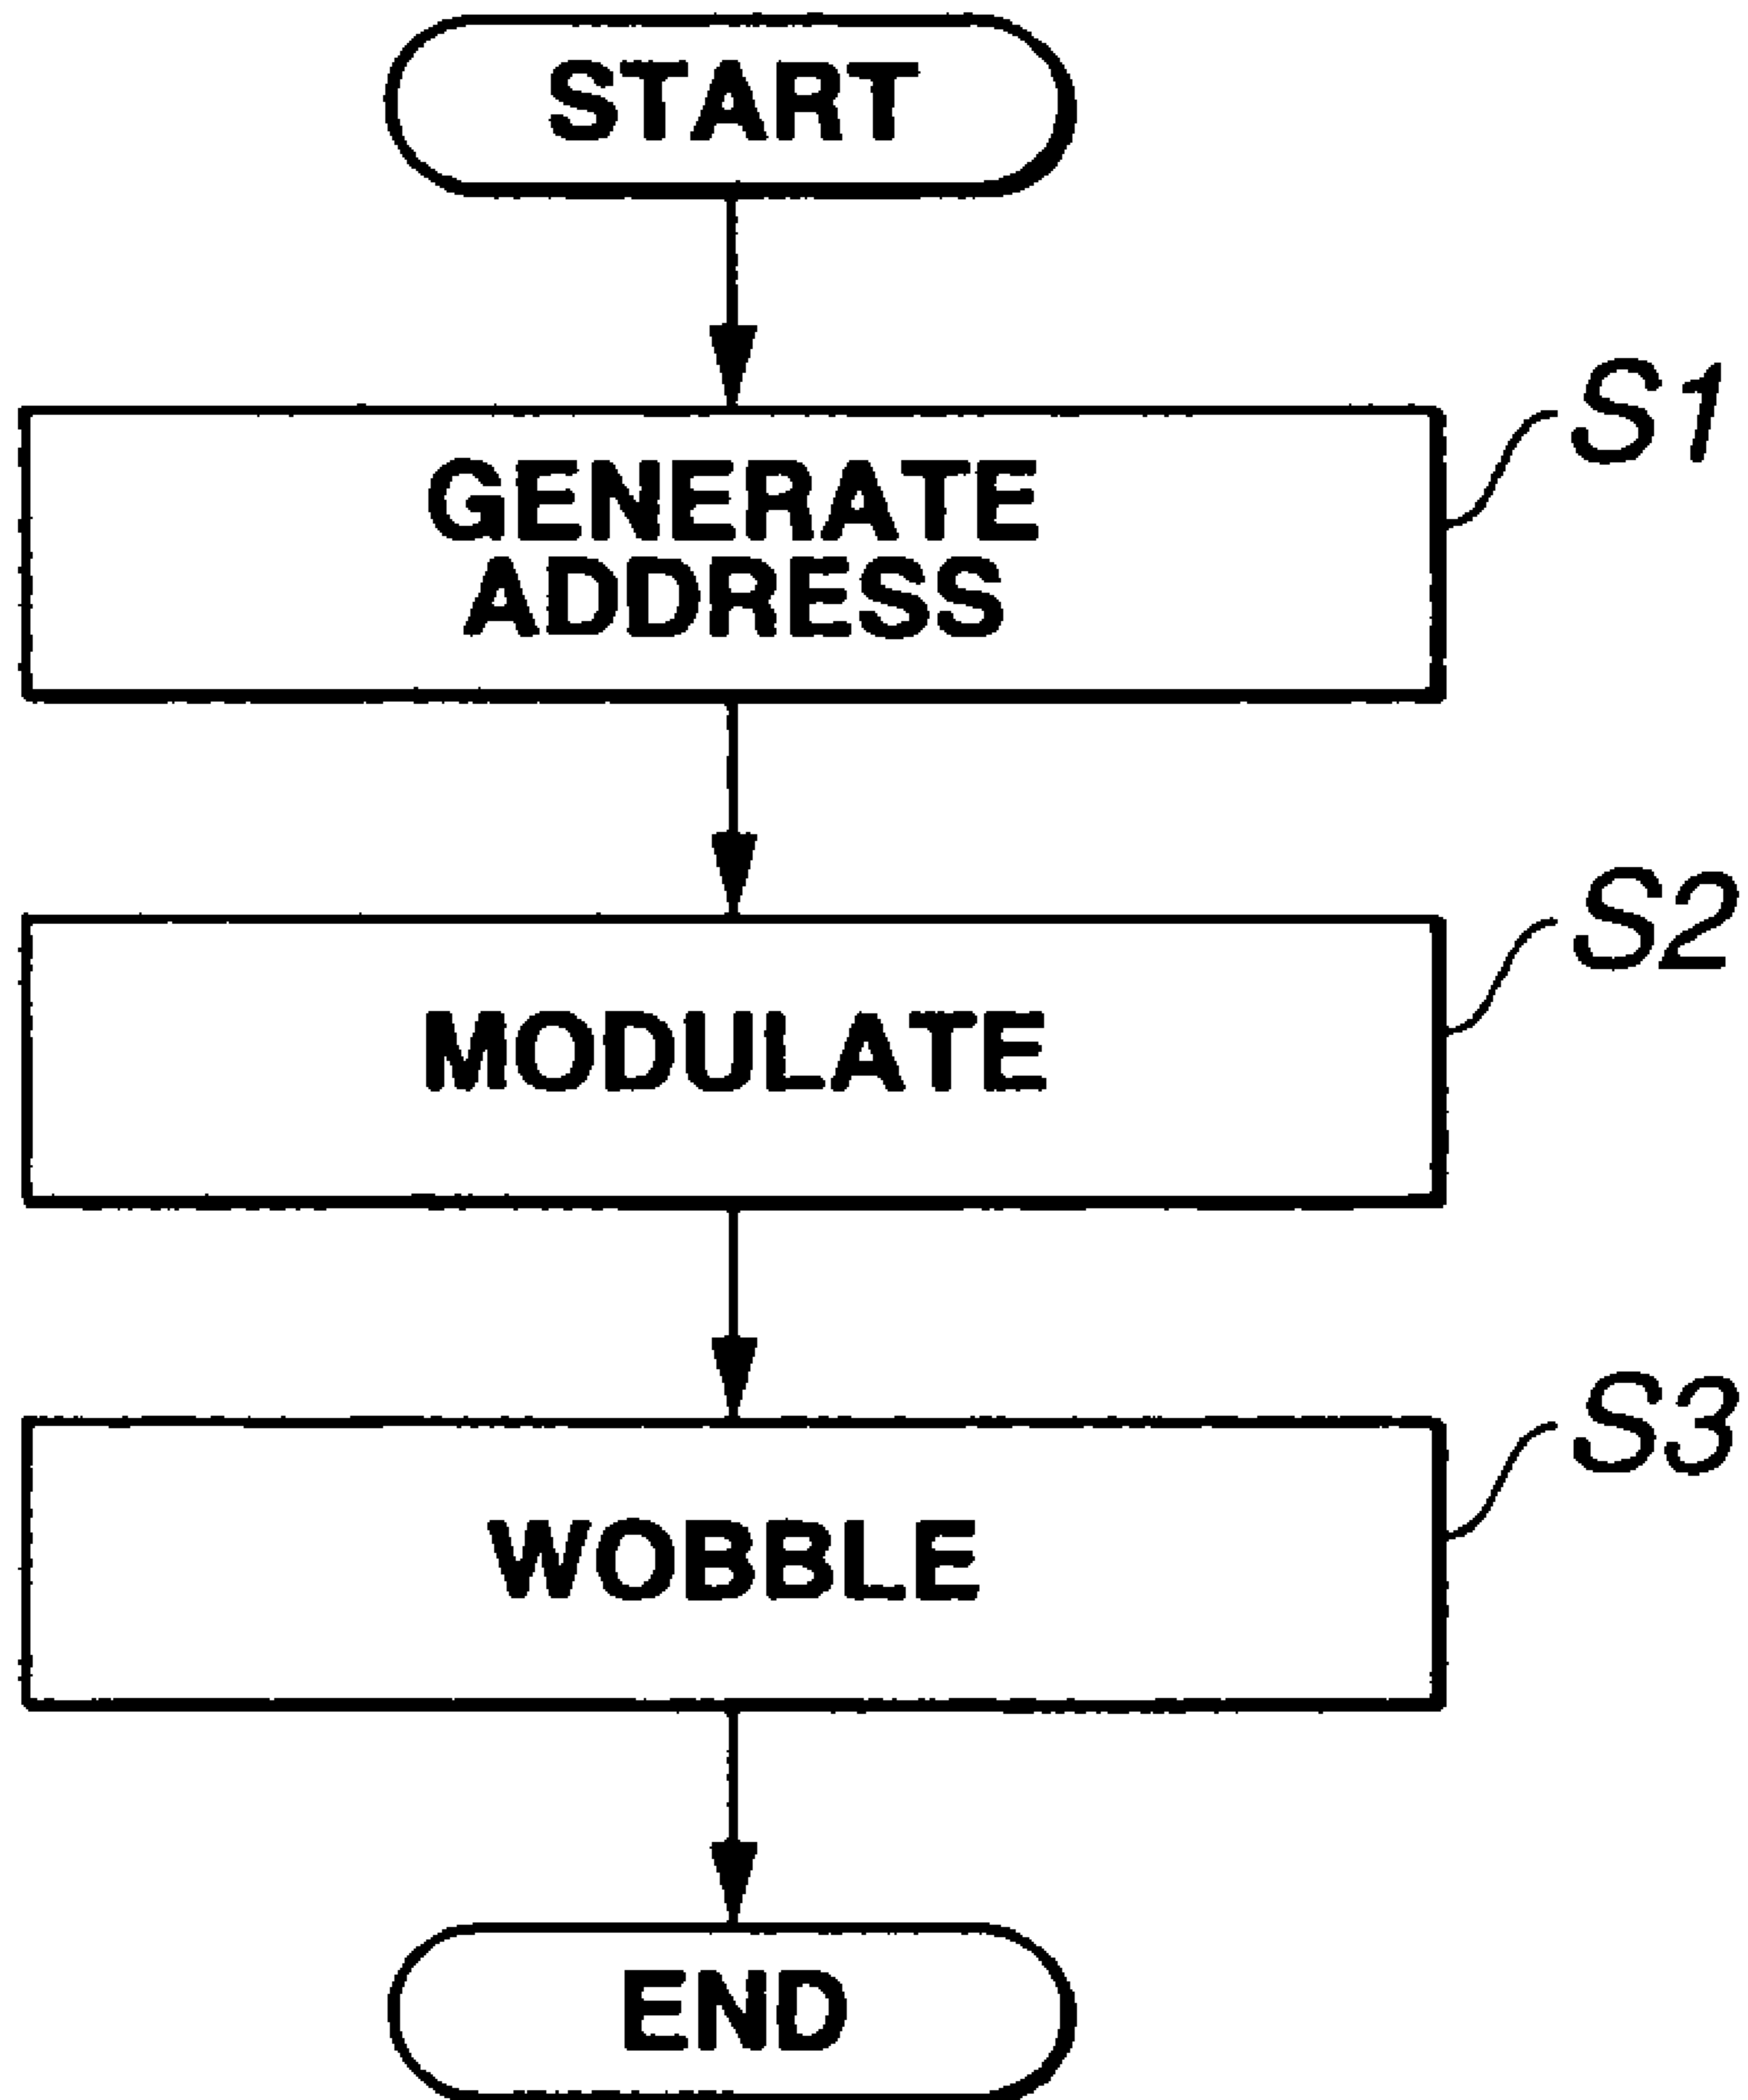 START
S1
GENERATE
ADDRESS
S2
MODULATE
S3
WOBBLE
END